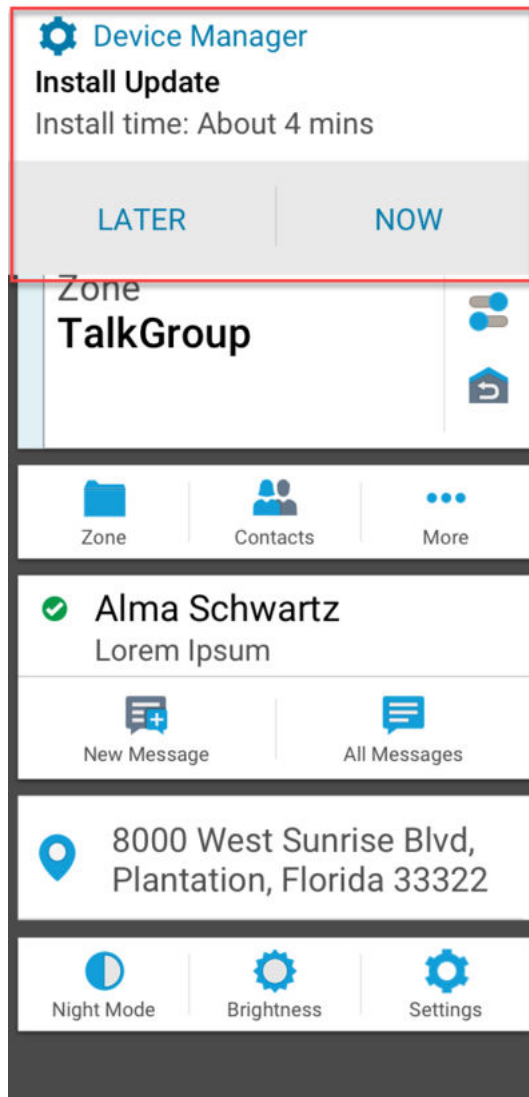 Device Manager
Install Update
Install time: About 4 mins
LATER NOW
Zone
TalkGroup
Zone Contacts More
Alma Schwartz
Lorem Ipsum
New Message All Messages
8000 West Sunrise Blvd,
Plantation, Florida 33322
Night Mode Brightness Settings